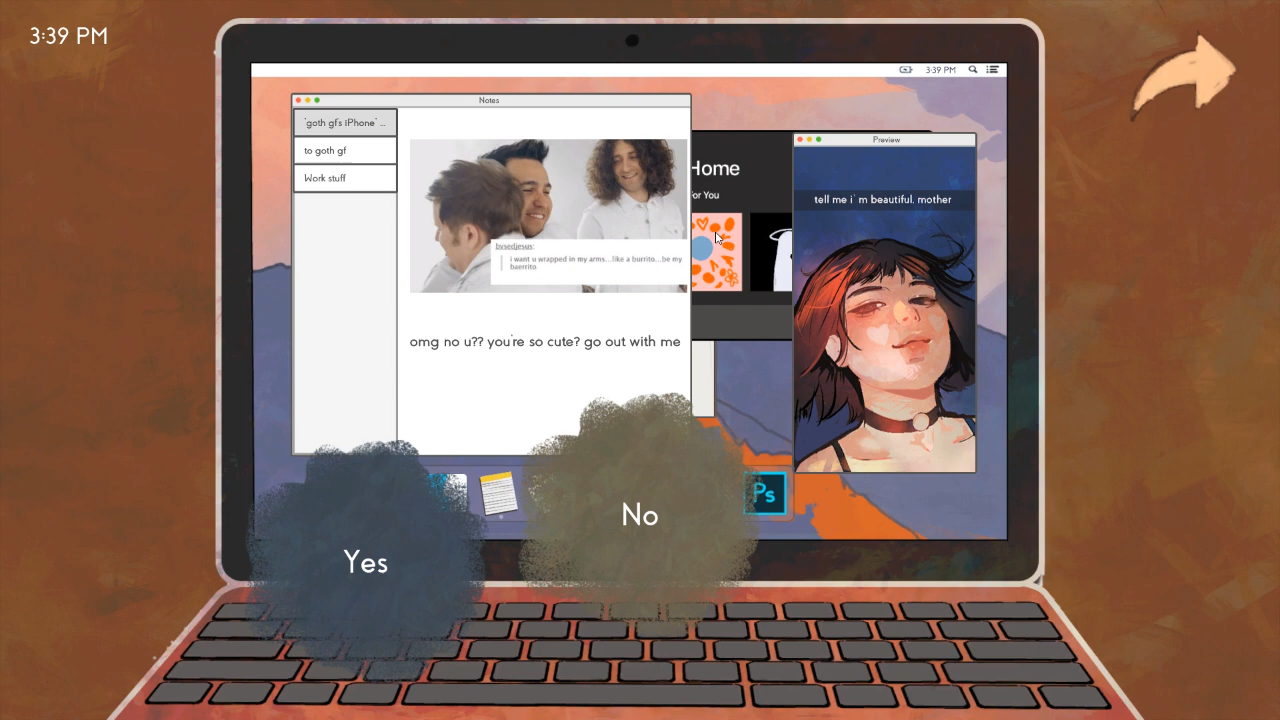 3:39 PM
3:39 PM
Notes
'goth gfs iPhone' ...
to goth gf
Work stuff
bvsedjesus:
i want u wrapped in my arms...like a burrito...be my
baerrito
omg no u?? you're so cute? go out with me
Home
For You
Preview
tell me i'm beautiful. mother
Ps
Yes
No